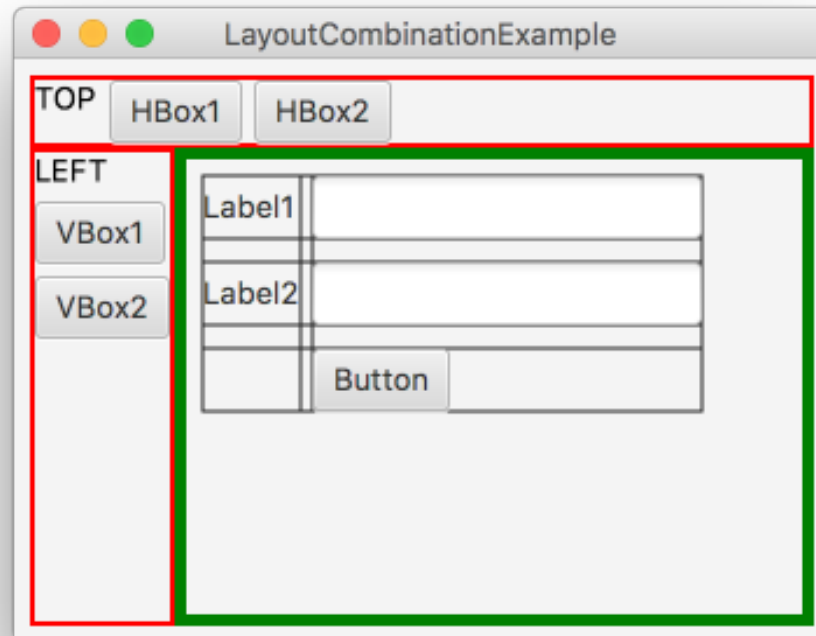 LayoutCombinationExample
TOP HBox1 HBox2
LEFT
VBox1
VBox2
Label1
Label2
Button